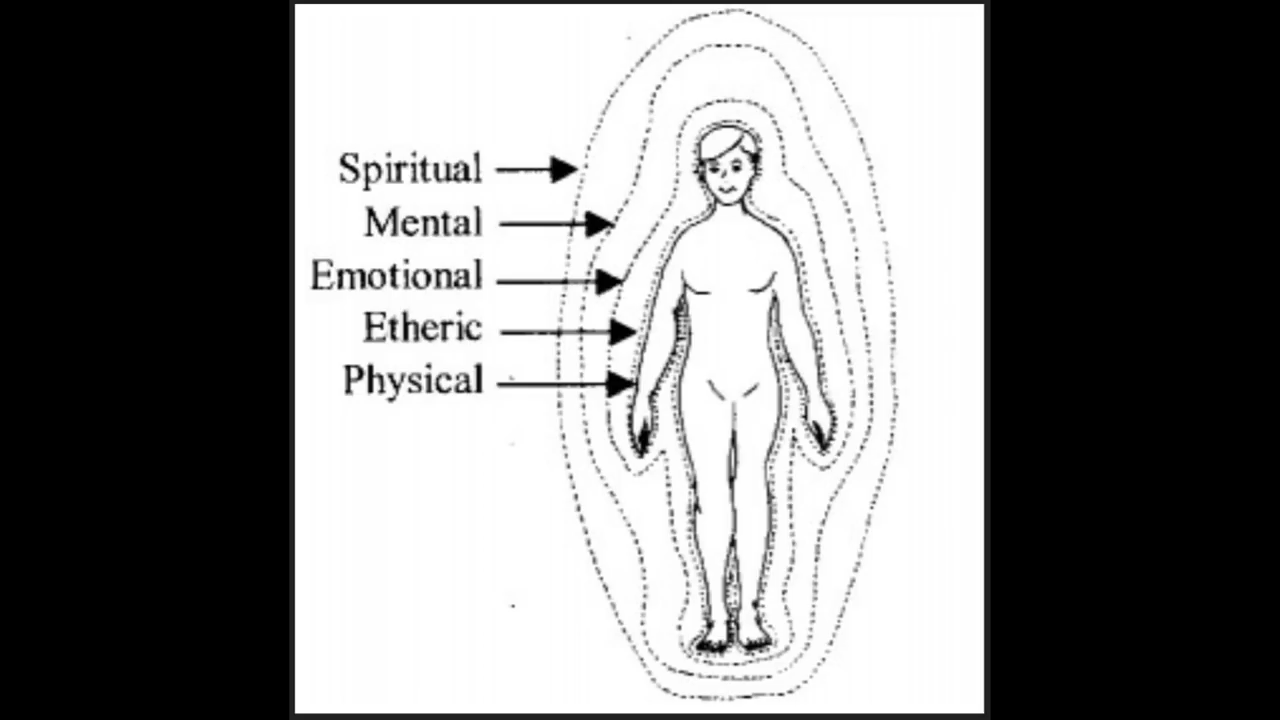 Spiritual
Mental
Emotional
Etheric
Physical